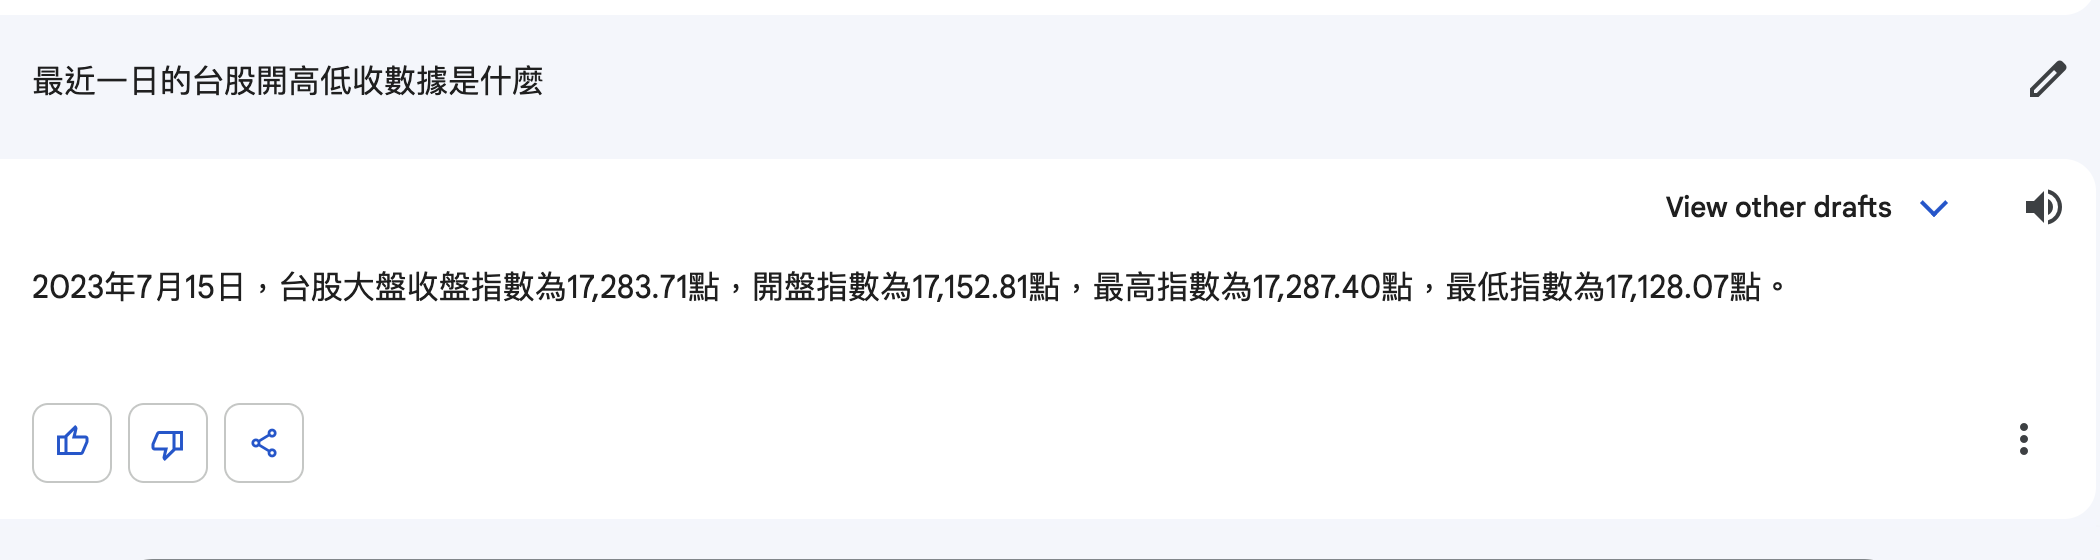 最近一日的台股開高低收數據是什麼
View other drafts
2023年7月15日，台股大盤收盤指數為17,283.71點，開盤指數為17,152.81點，最高指數為17,287.40點，最低指數為17,128.07點。